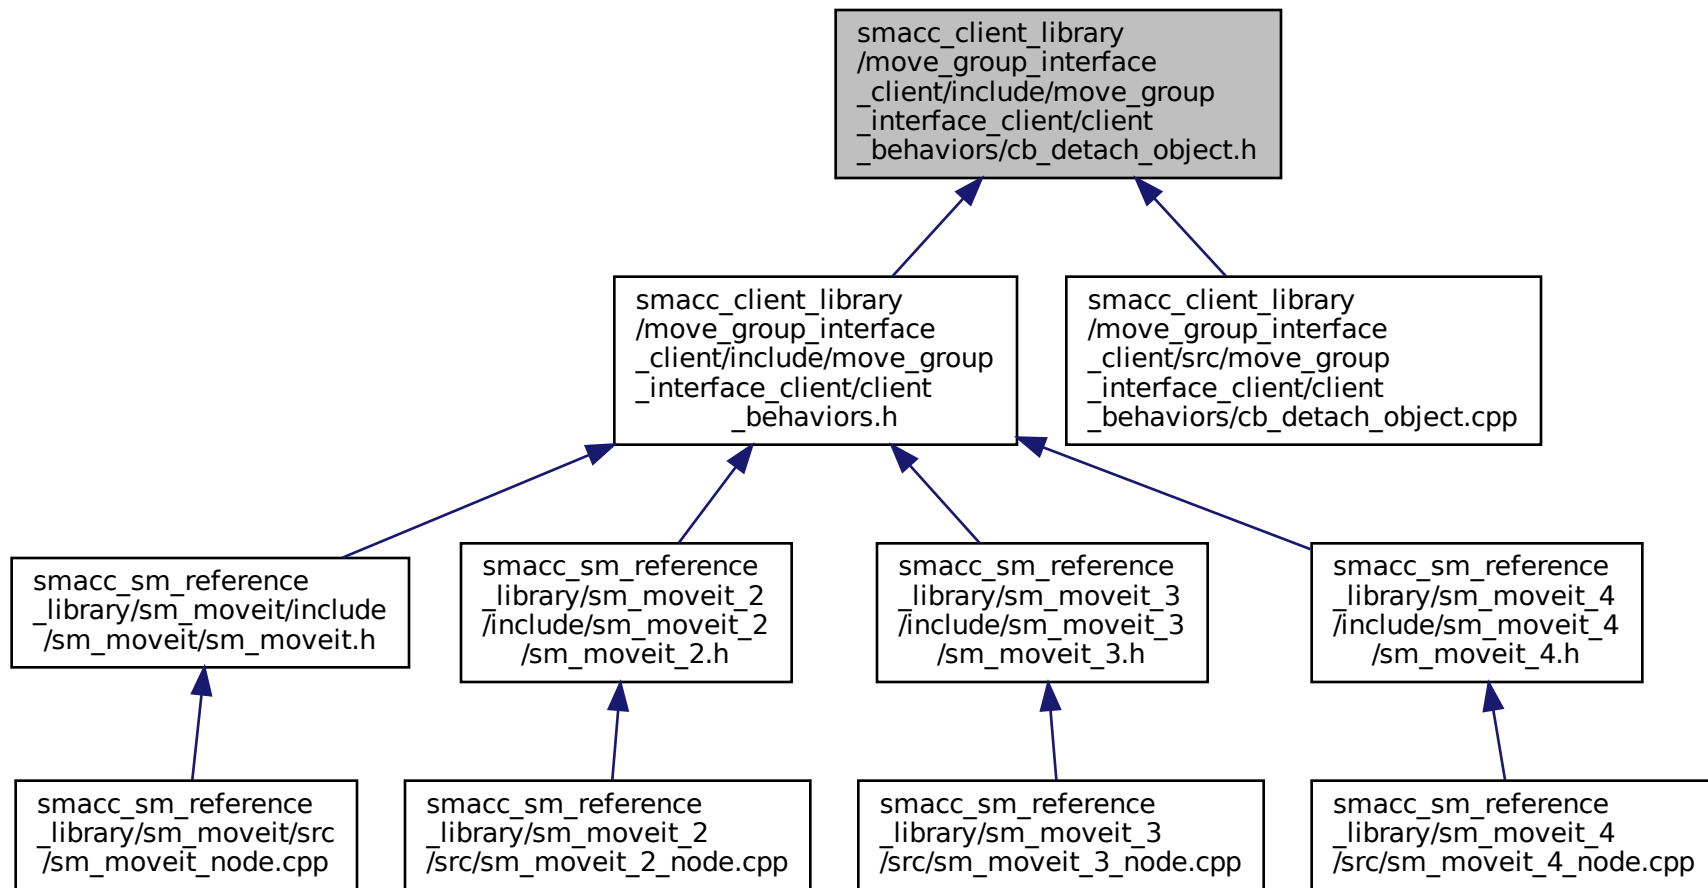 smacc_client_library
/move_group_interface
_client/include/move_group
_interface_client/client
_behaviors/cb_detach_object.h
smacc_client_library
/move_group_interface
_client/include/move_group
_interface_client/client
_behaviors.h
smacc_client_library
/move_group_interface
_client/src/move_group
_interface_client/client
_behaviors/cb_detach_object.cpp
smacc_sm_reference
_library/sm_moveit/include
/sm_moveit/sm_moveit.h
smacc_sm_reference
_library/sm_moveit_2
/include/sm_moveit_2
/sm_moveit_2.h
smacc_sm_reference
_library/sm_moveit_3
/include/sm_moveit_3
/sm_moveit_3.h
smacc_sm_reference
_library/sm_moveit_4
/include/sm_moveit_4
/sm_moveit_4.h
smacc_sm_reference
_library/sm_moveit/src
/sm_moveit_node.cpp
smacc_sm_reference
_library/sm_moveit_2
/src/sm_moveit_2_node.cpp
smacc_sm_reference
_library/sm_moveit_3
/src/sm_moveit_3_node.cpp
smacc_sm_reference
_library/sm_moveit_4
/src/sm_moveit_4_node.cpp